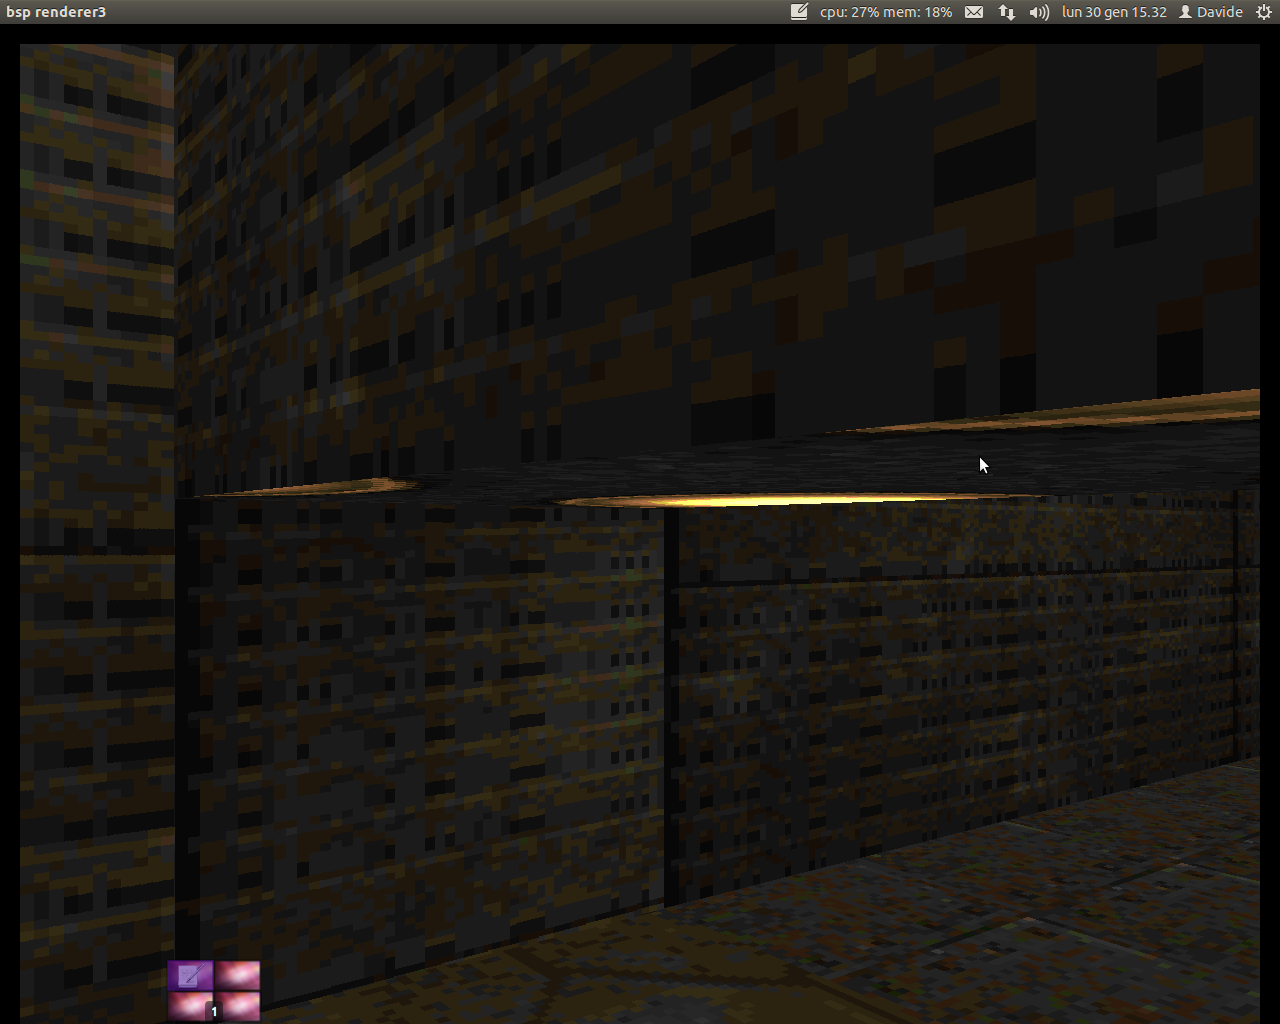 bsp renderer3
cpu: 27% mem: 18%
lun 30 gen 15.32
Davide
1